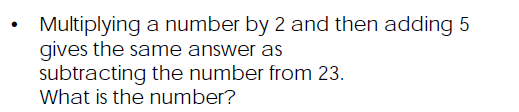 • Multiplying a number by 2 and then adding 5
gives the same answer as
subtracting the number from 23.
What is the number?